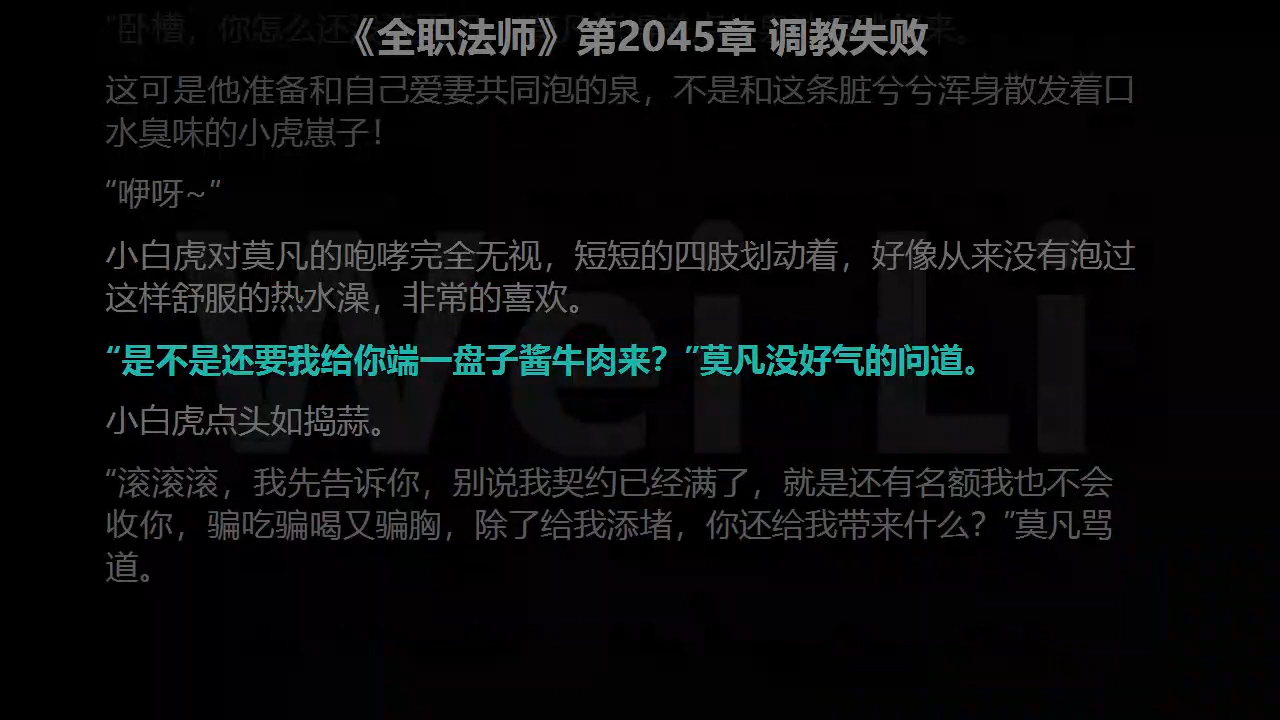 《全职法师》第2045章 调教失败
“卧槽，你怎么还
来。
这可是他准备和自己爱妻共同泡的泉，不是和这条脏兮兮浑身散发着口
水臭味的小虎崽子！
“咿呀~”
小白虎对莫凡的咆哮完全无视，短短的四肢划动着，好像从来没有泡过
这样舒服的热水澡，非常的喜欢。
“是不是还要我给你端一盘子酱牛肉来？”莫凡没好气的问道。
小白虎点头如捣蒜。
“滚滚滚，我先告诉你，别说我契约已经满了，就是还有名额我也不会
收你，骗吃骗喝又骗胸，除了给我添堵，你还给我带来什么？”莫凡骂
道。
Wei Li